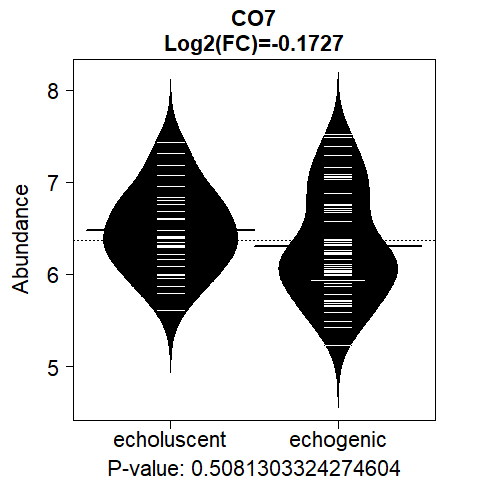 CO7
Log2(FC)=-0.1727
Abundance
8
7
6
5
echoluscent
echogenic
P-value: 0.5081303324274604